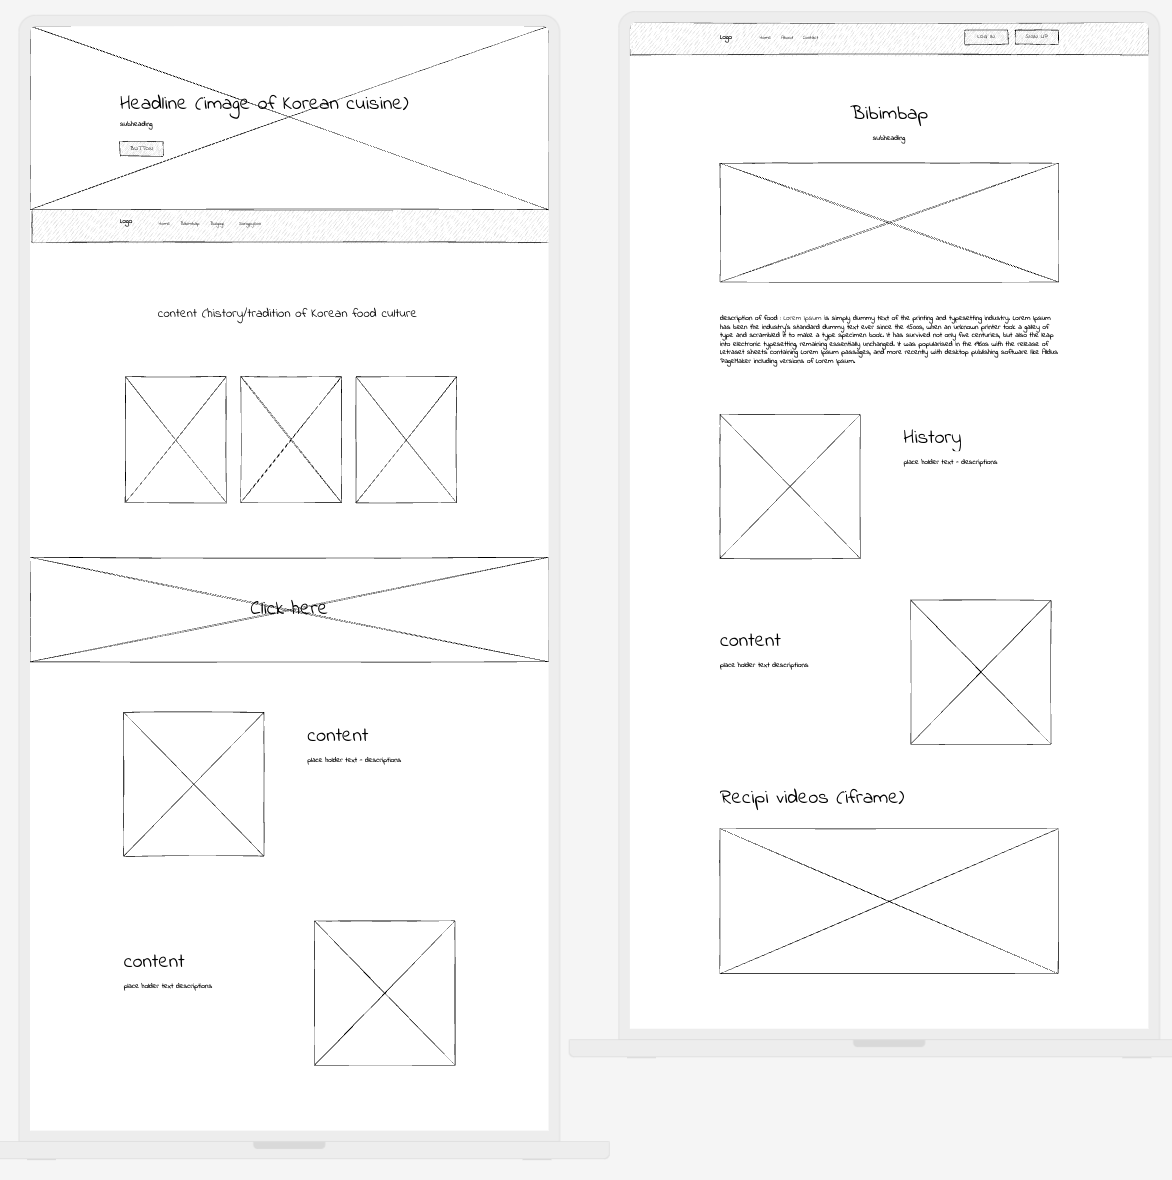 Headline (image of Korean cuisine)
subheading
BUTTON
Logo Home Bibimbap
content (history/tradition of Korean food culture
Click here
content
place holder text - descriptions
content
place holder text descriptions
Logo Home About Contact LOG IN SIGN UP
Bibimbap
subheading
description of food : Lorem Ipsum is simply dummy text of the printing and typesetting industry. Lorem Ipsum
has been the industry's standard dummy text ever since the 1500s, when an unknown printer took a galley of
type and scrambled it to make a type specimen book. It has survived not only five centuries, but also the leap
into electronic typesetting, remaining essentially unchanged. It was popularised in the 1960s with the release of
Letraset sheets containing Lorem Ipsum passages, and more recently with desktop publishing software like Aldus
PageMaker including versions of Lorem Ipsum.
History
place holder text - descriptions
content
place holder text descriptions
Recipi videos (iframe)